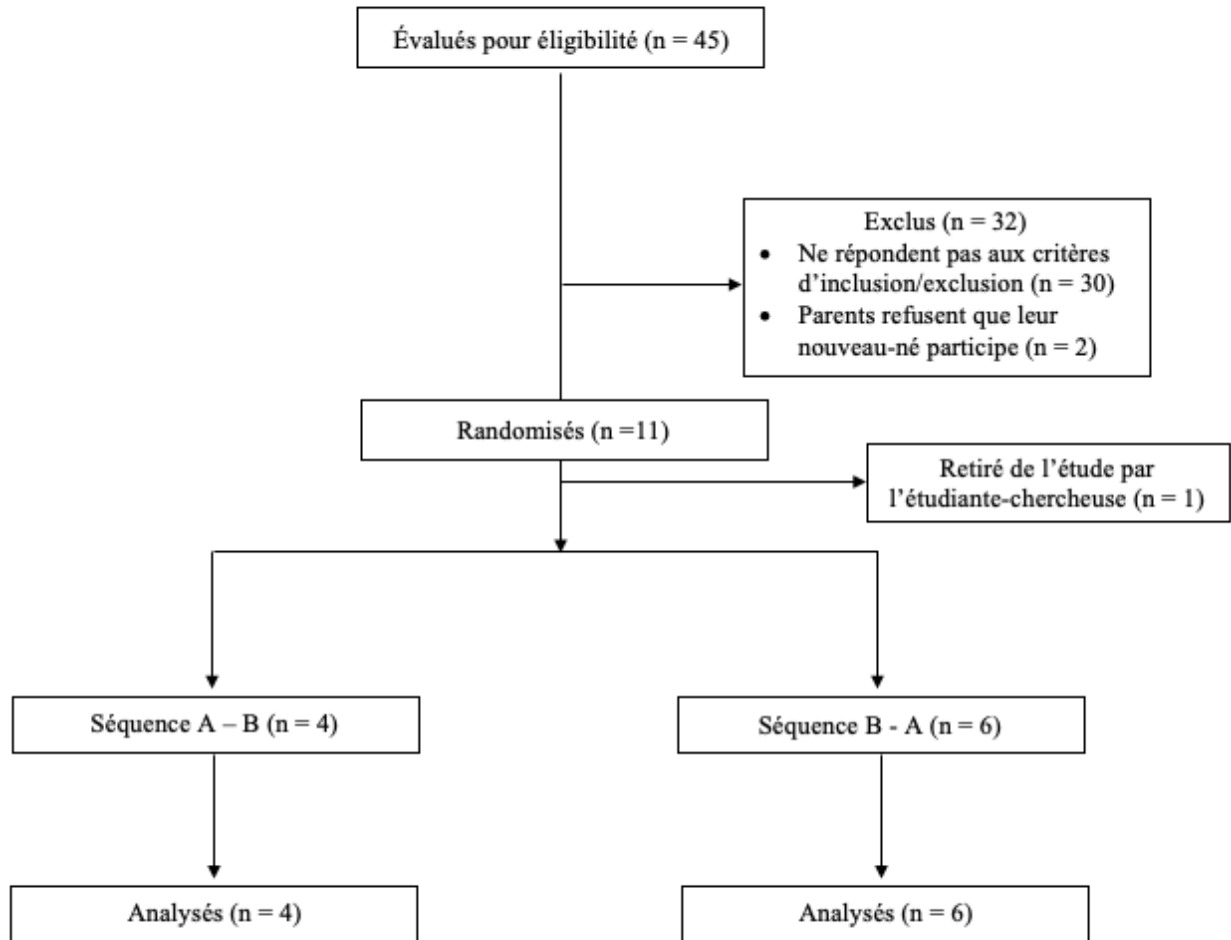 Évalués pour éligibilité (n = 45)
Exclus (n = 32)
• Ne répondent pas aux critères
d’inclusion/exclusion (n = 30)
• Parents refusent que leur
nouveau-né participe (n = 2)
Randomisés (n =11)
Retiré de l’étude par
l’étudiante-chercheuse (n = 1)
Séquence A – B (n = 4)
Séquence B - A (n = 6)
Analysés (n = 4)
Analysés (n = 6)